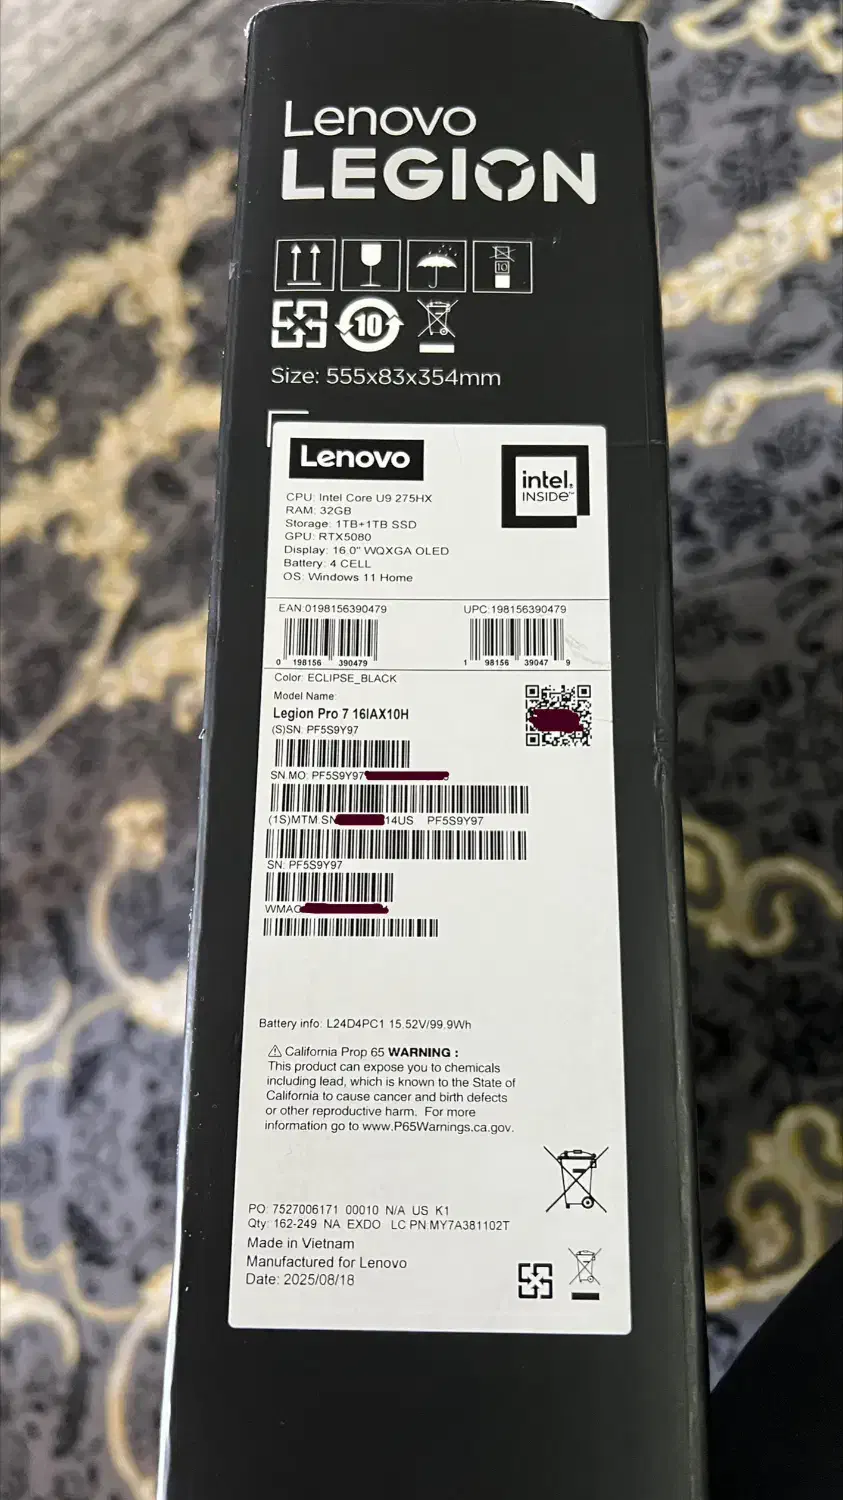 Lenovo
LEGION
10
10
Size: 555x83x354mm
Lenovo
intel.
INSIDE™
CPU: Intel Core U9 275HX
RAM: 32GB
Storage: 1TB+1TB SSD
GPU: RTX5080
Display: 16.0" WQXGA OLED
Battery: 4 CELL
OS: Windows 11 Home
EAN:0198156390479 UPC:198156390479
0 198156 390479 1 98156 39047 9
Color: ECLIPSE_BLACK
Model Name:
Legion Pro 7 16IAX10H
(S)SN: PF5S9Y97
SN.MO: PF5S9Y97
(1S)MTM.SN 14US PF5S9Y97
SN: PF5S9Y97
WMAC
Battery info: L24D4PC1 15.52V/99.9Wh
⚠ California Prop 65 WARNING :
This product can expose you to chemicals
including lead, which is known to the State of
California to cause cancer and birth defects
or other reproductive harm. For more
information go to www.P65Warnings.ca.gov.
PO: 7527006171 00010 N/A US K1
Qty: 162-249 NA EXDO LC PN:MY7A381102T
Made in Vietnam
Manufactured for Lenovo
Date: 2025/08/18